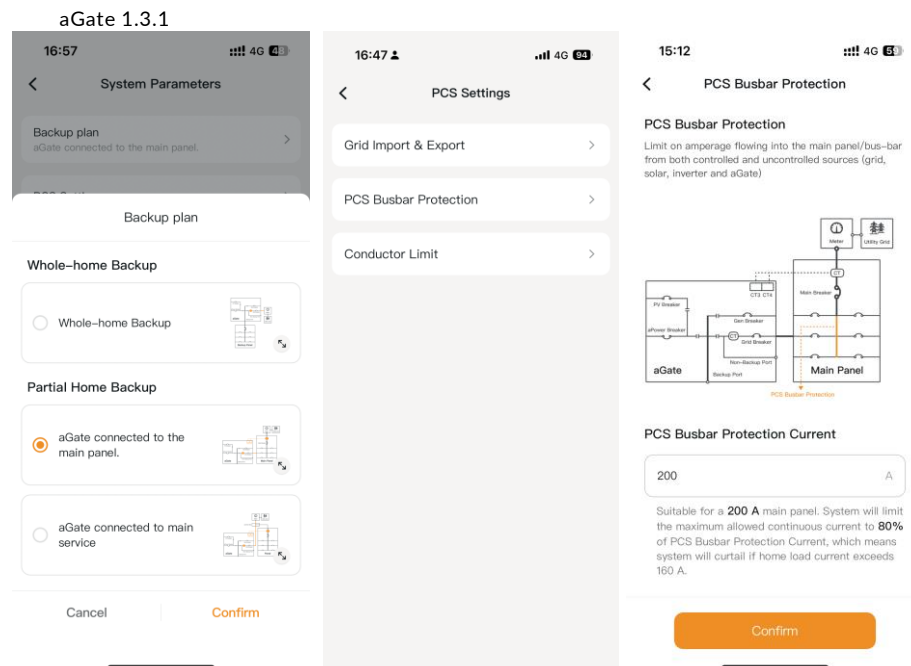 aGate 1.3.1
16:57
4G 48
System Parameters
Backup plan
aGate connected to the main panel.
Backup plan
Whole-home Backup
Whole-home Backup
Partial Home Backup
aGate connected to the
main panel.
aGate connected to main
service
Cancel
Confirm
16:47
4G 94
PCS Settings
Grid Import & Export
PCS Busbar Protection
Conductor Limit
15:12
4G 59
PCS Busbar Protection
PCS Busbar Protection
Limit on amperage flowing into the main panel/bus-bar
from both controlled and uncontrolled sources (grid,
solar, inverter and aGate)
Meter
Utility Grid
CT
CT3 CT4
Main Breaker
PV Breaker
Gen Breaker
aPower Breaker
CT
Grid Breaker
Non-Backup Port
aGate
Backup Port
Main Panel
PCS Busbar Protection
PCS Busbar Protection Current
200
A
Suitable for a 200 A main panel. System will limit
the maximum allowed continuous current to 80%
of PCS Busbar Protection Current, which means
system will curtail if home load current exceeds
160 A.
Confirm